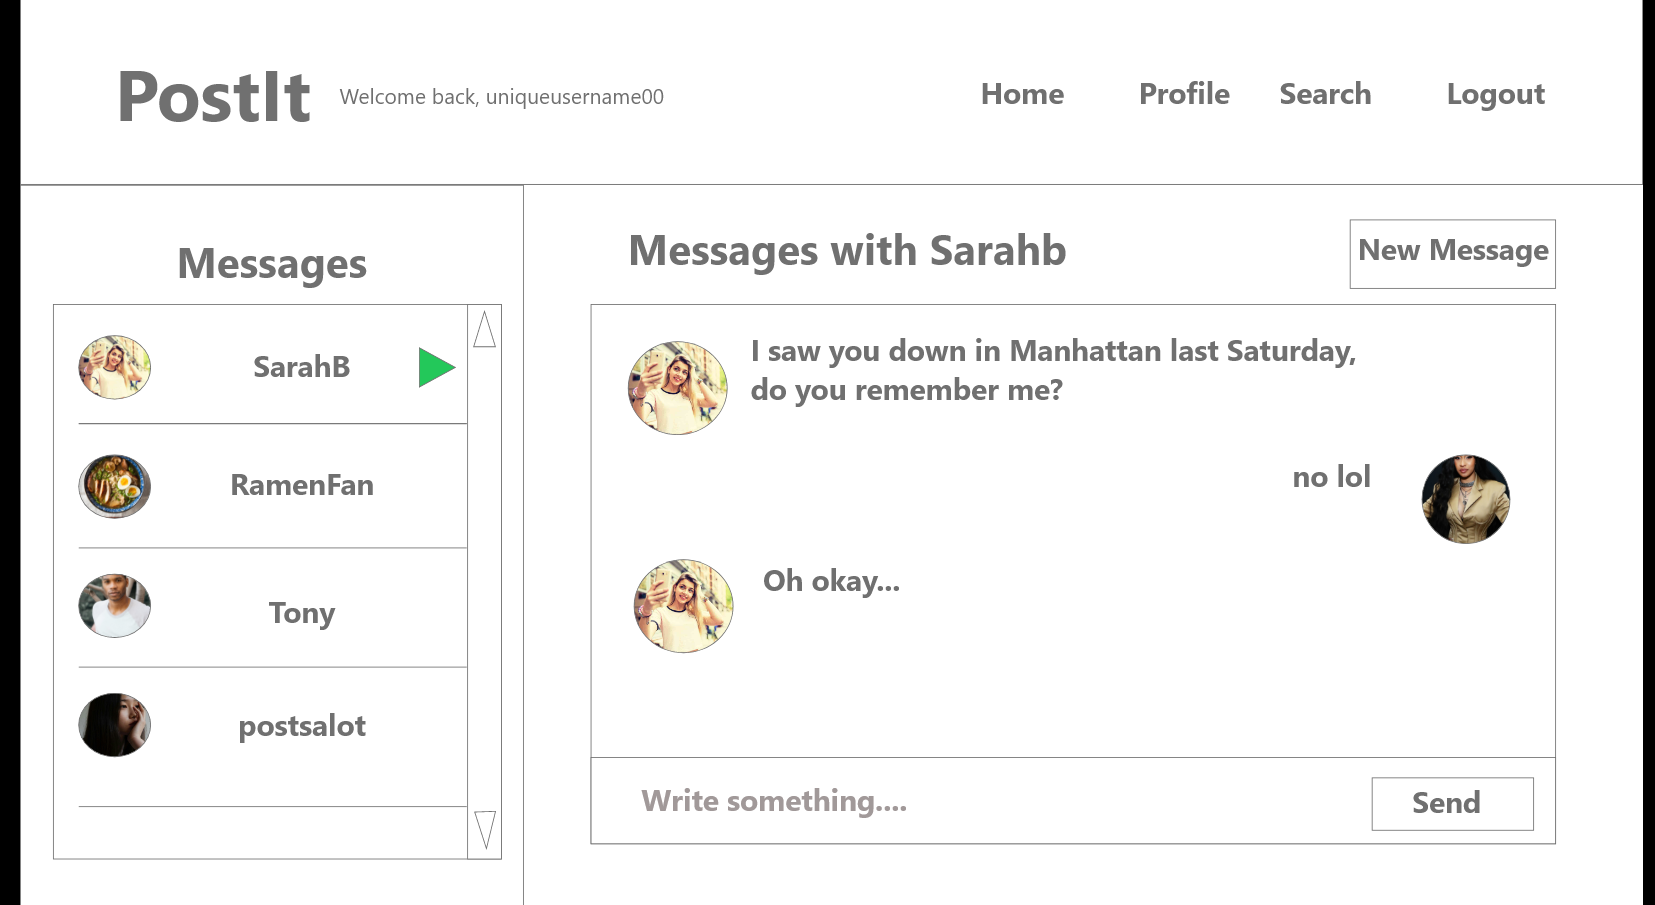 PostIt
Welcome back, uniqueusername00
Home
Profile
Search
Logout
Messages
SarahB
RamenFan
Tony
postsalot
Messages with Sarahb
New Message
I saw you down in Manhattan last Saturday,
do you remember me?
no lol
Oh okay...
Write something....
Send